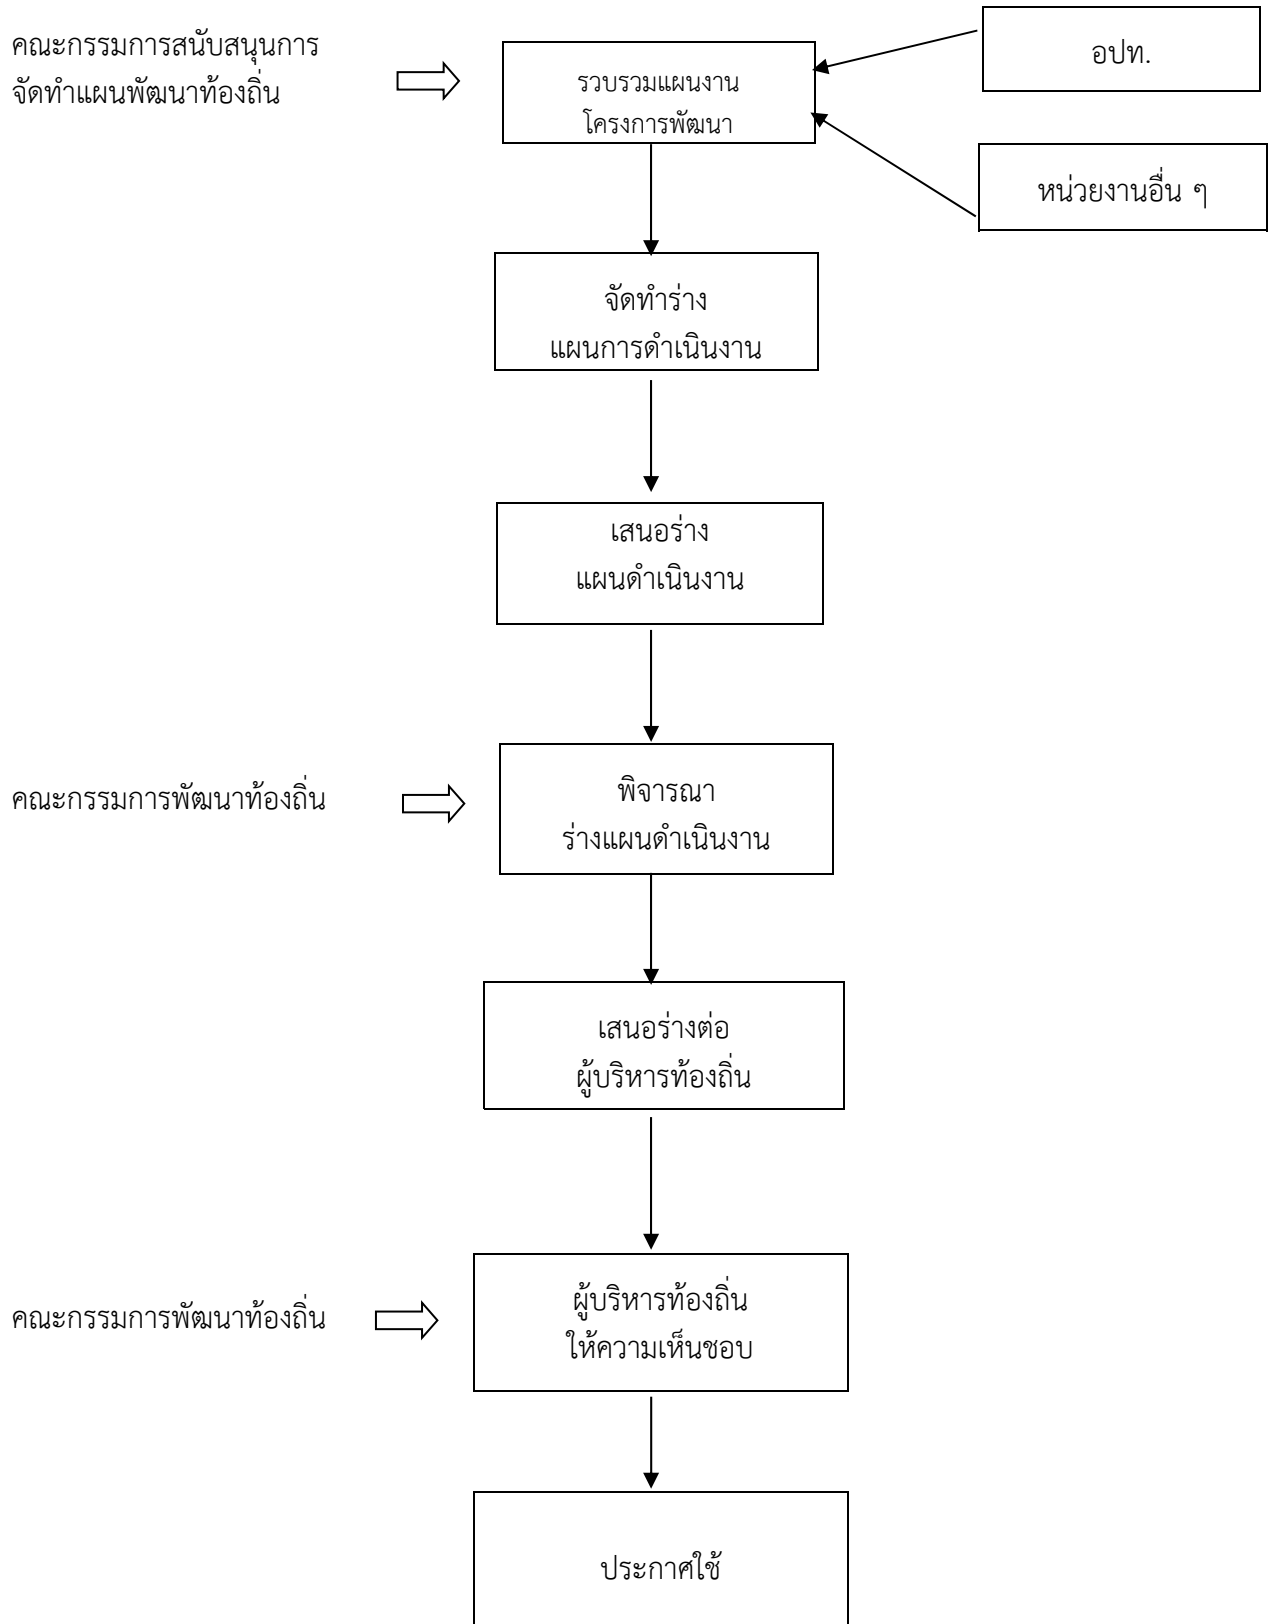 คณะกรรมการสนับสนุนการ
จัดทำแผนพัฒนาท้องถิ่น
รวบรวมแผนงาน
โครงการพัฒนา
อปท.
หน่วยงานอื่น ๆ
จัดทำร่าง
แผนการดำเนินงาน
เสนอร่าง
แผนดำเนินงาน
คณะกรรมการพัฒนาท้องถิ่น
พิจารณา
ร่างแผนดำเนินงาน
เสนอร่างต่อ
ผู้บริหารท้องถิ่น
คณะกรรมการพัฒนาท้องถิ่น
ผู้บริหารท้องถิ่น
ให้ความเห็นชอบ
ประกาศใช้